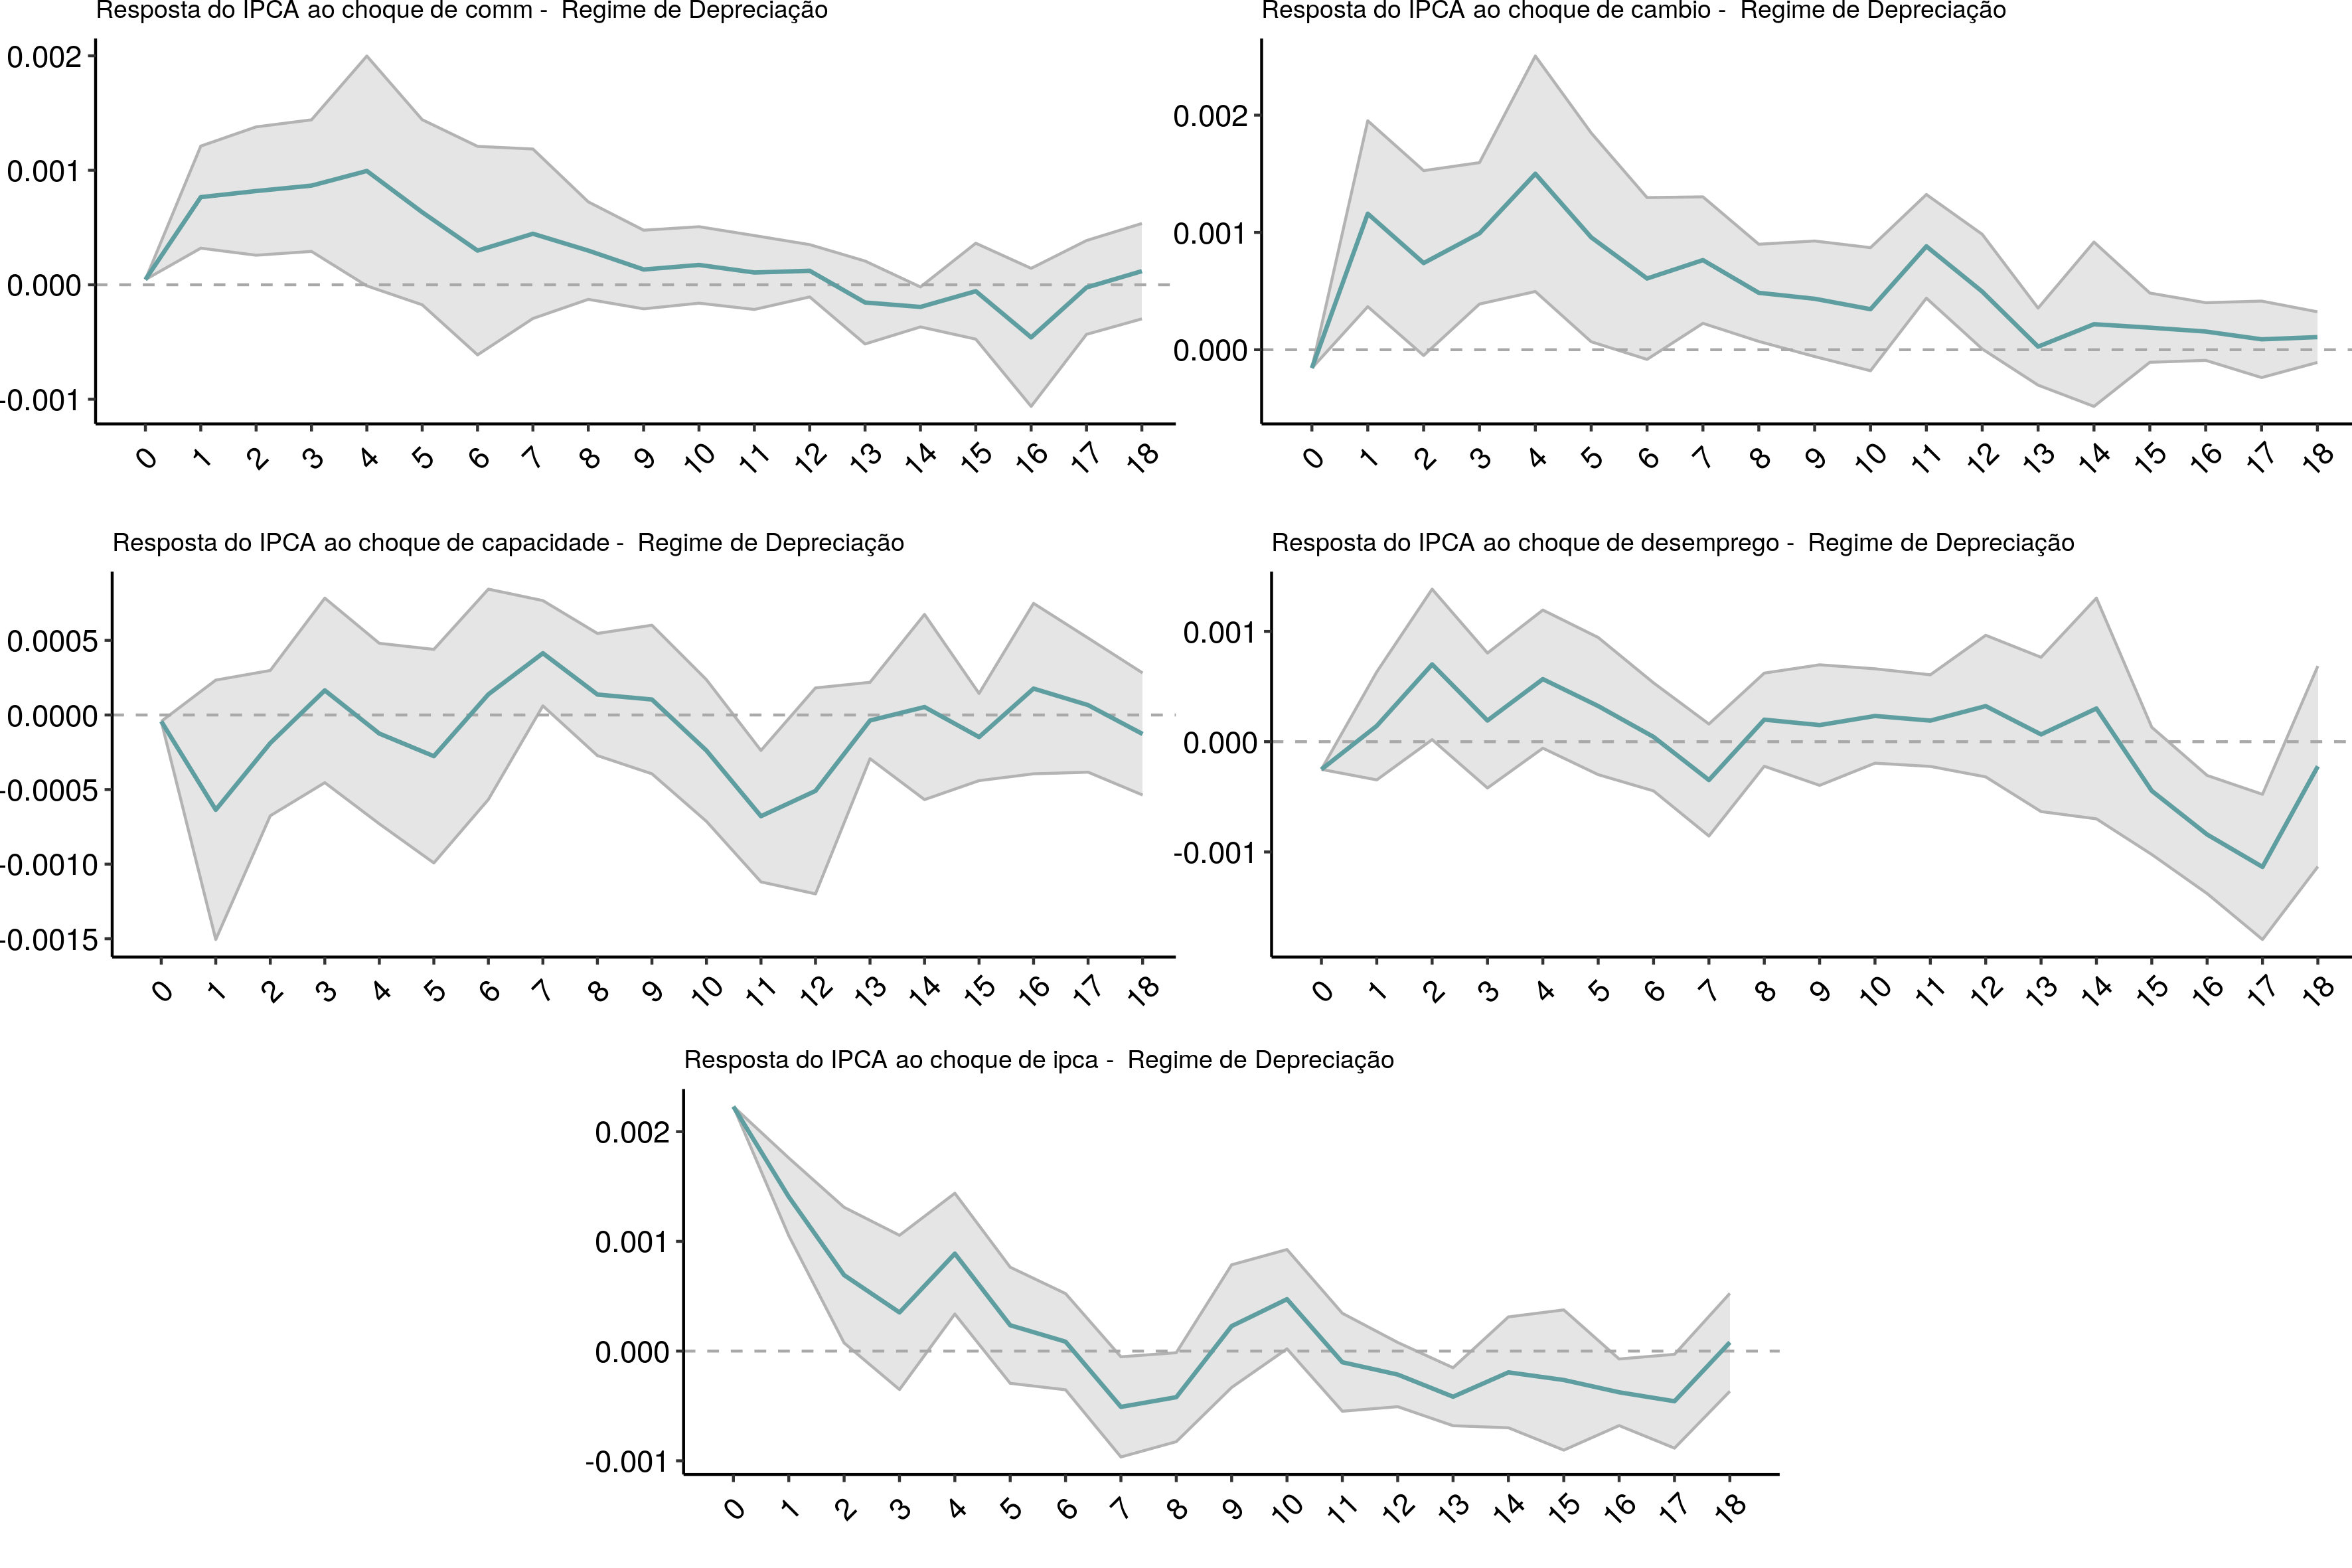 Resposta do IPCA ao choque de comm -  Regime de Depreciação
0.002
0.001
0.000
-0.001
0 1 2 3 4 5 6 7 8 9 10 11 12 13 14 15 16 17 18
Resposta do IPCA ao choque de cambio -  Regime de Depreciação
0.002
0.001
0.000
0 1 2 3 4 5 6 7 8 9 10 11 12 13 14 15 16 17 18
Resposta do IPCA ao choque de capacidade -  Regime de Depreciação
0.0005
0.0000
-0.0005
-0.0010
-0.0015
0 1 2 3 4 5 6 7 8 9 10 11 12 13 14 15 16 17 18
Resposta do IPCA ao choque de desemprego -  Regime de Depreciação
0.001
0.000
-0.001
0 1 2 3 4 5 6 7 8 9 10 11 12 13 14 15 16 17 18
Resposta do IPCA ao choque de ipca -  Regime de Depreciação
0.002
0.001
0.000
-0.001
0 1 2 3 4 5 6 7 8 9 10 11 12 13 14 15 16 17 18